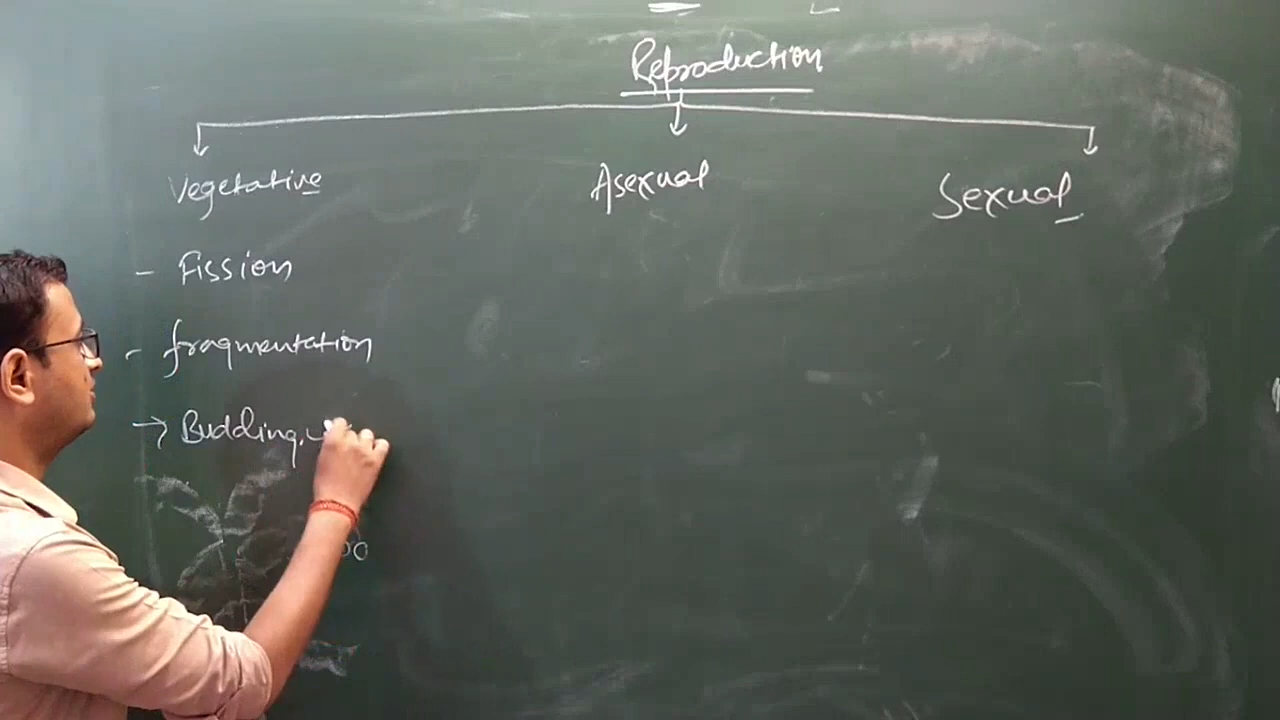 Reproduction
Vegetative Asexual Sexual
- Fission
- fragmentation
→ Budding.